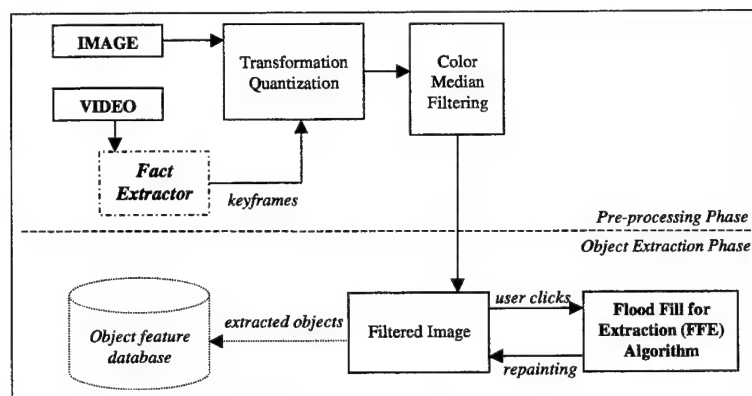 IMAGE
Transformation
Quantization
Color
Median
Filtering
VIDEO
Fact
Extractor
keyframes
Pre-processing Phase
Object Extraction Phase
Object feature
database
extracted objects
Filtered Image
user clicks
repainting
Flood Fill for
Extraction (FFE)
Algorithm